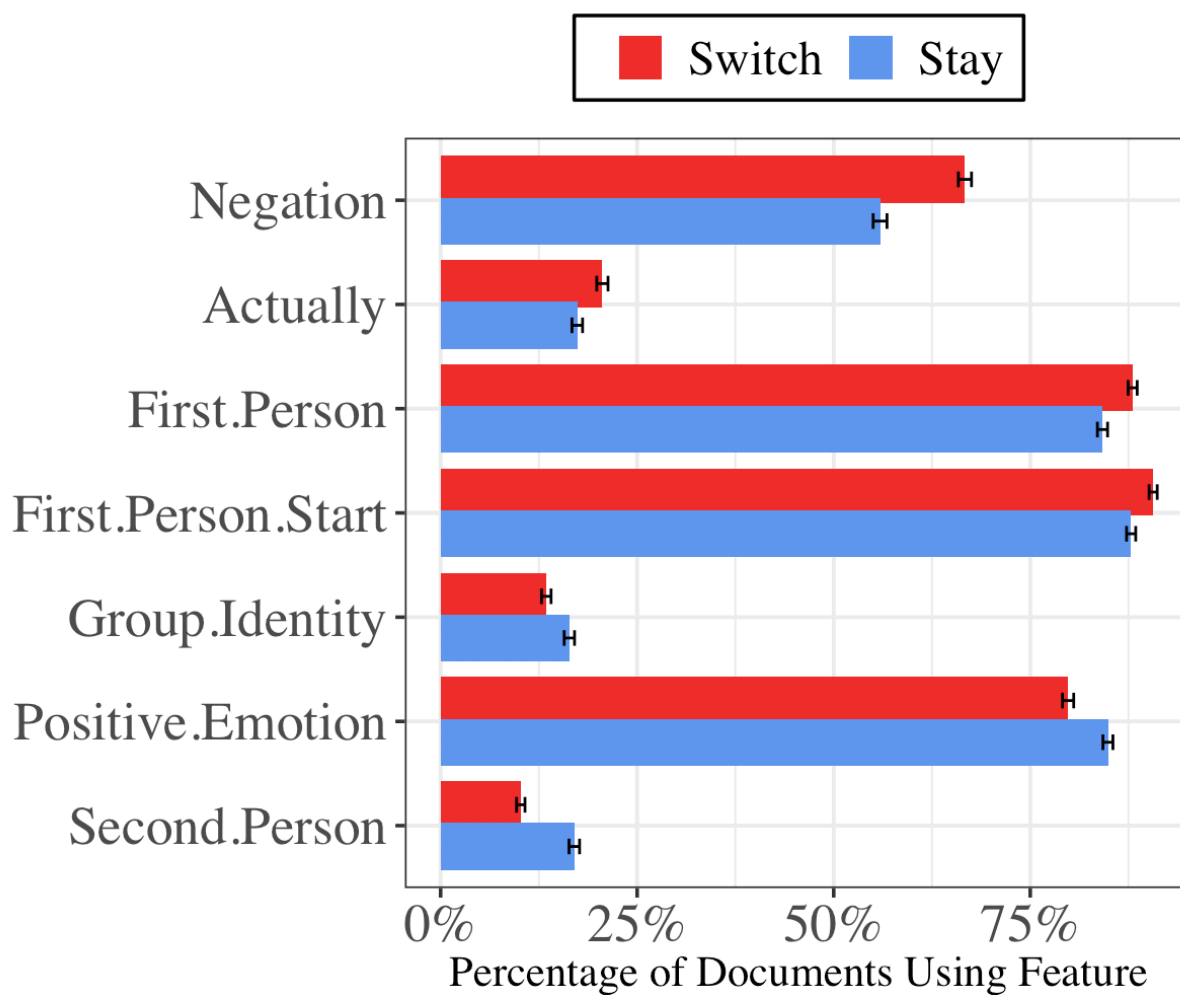 Switch Stay
Negation
Actually
First.Person
First.Person.Start
Group.Identity
Positive.Emotion
Second.Person
0% 25% 50% 75%
Percentage of Documents Using Feature